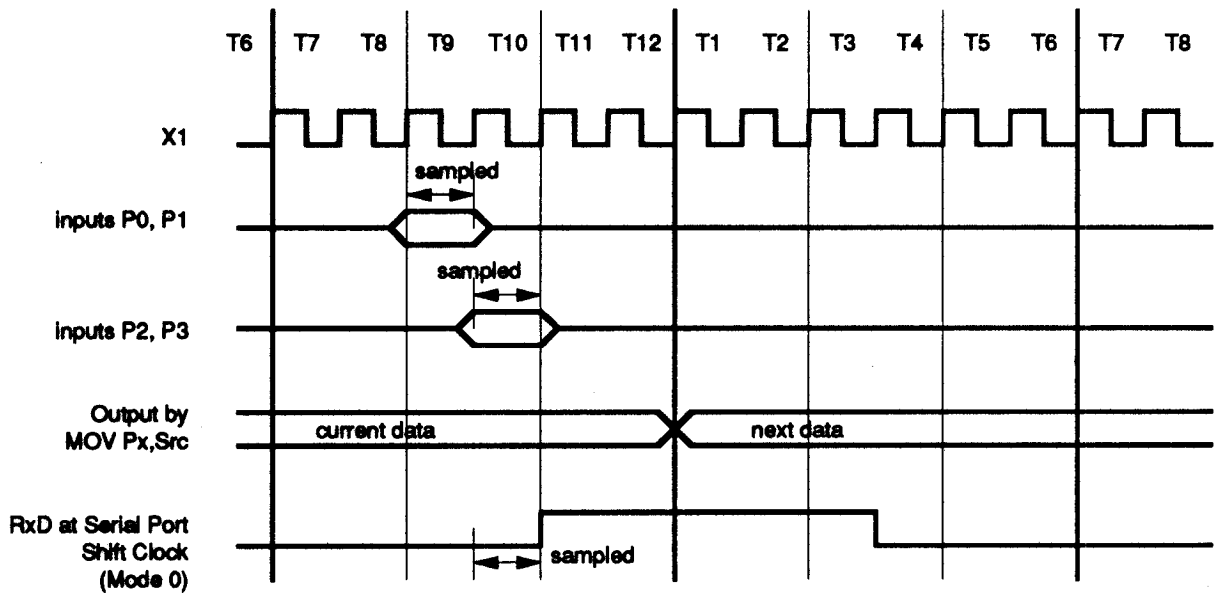 T6 T7 T8 T9 T10 T11 T12 T1 T2 T3 T4 T5 T6 T7 T8
X1
sampled
inputs P0, P1
sampled
inputs P2, P3
Output by
MOV Px,Src
current data
next data
RxD at Serial Port
Shift Clock
(Mode 0)
sampled